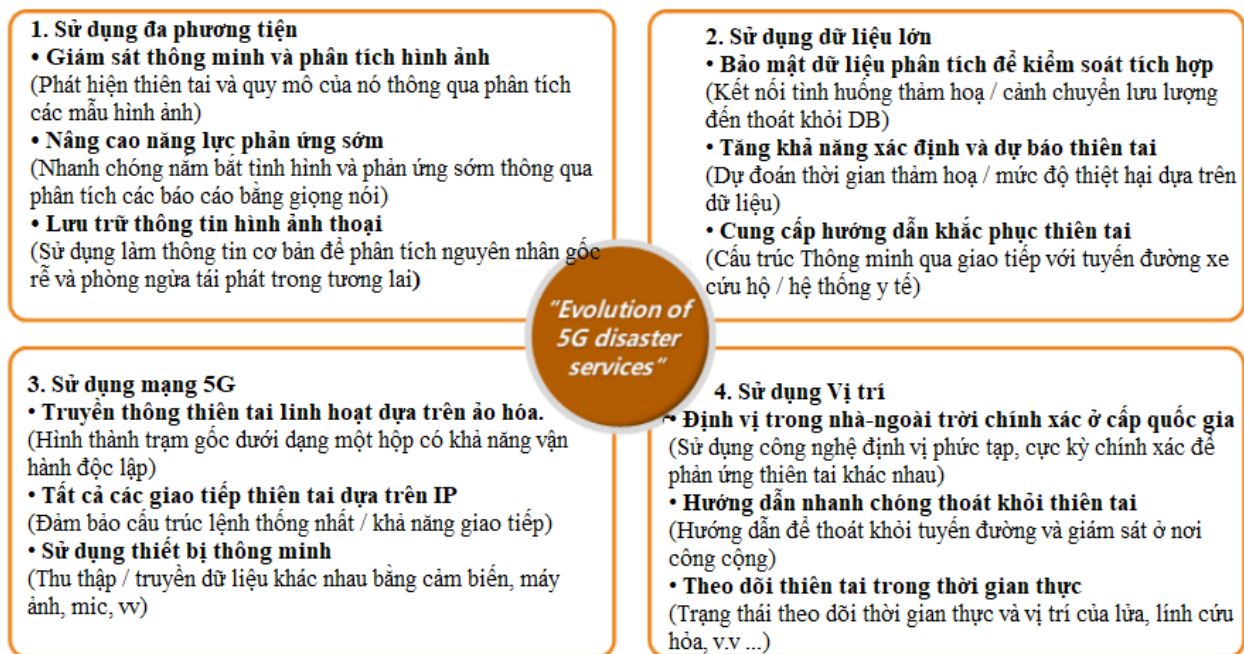 1. Sử dụng đa phương tiện
• Giám sát thông minh và phân tích hình ảnh
(Phát hiện thiên tai và quy mô của nó thông qua phân tích
các mẫu hình ảnh)
• Nâng cao năng lực phản ứng sớm
(Nhanh chóng nắm bắt tình hình và phản ứng sớm thông qua
phân tích các báo cáo bằng giọng nói)
• Lưu trữ thông tin hình ảnh thoại
(Sử dụng làm thông tin cơ bản để phân tích nguyên nhân gốc
rễ và phòng ngừa tái phát trong tương lai)
2. Sử dụng dữ liệu lớn
• Bảo mật dữ liệu phân tích để kiểm soát tích hợp
(Kết nối tình huống thảm hoạ / cảnh chuyển lưu lượng
đến thoát khỏi DB)
• Tăng khả năng xác định và dự báo thiên tai
(Dự đoán thời gian thảm hoạ / mức độ thiệt hại dựa trên
dữ liệu)
• Cung cấp hướng dẫn khắc phục thiên tai
(Cấu trúc Thông minh qua giao tiếp với tuyến đường xe
cứu hộ / hệ thống y tế)
"Evolution of
5G disaster
services"
3. Sử dụng mạng 5G
• Truyền thông thiên tai linh hoạt dựa trên ảo hóa.
(Hình thành trạm gốc dưới dạng một hộp có khả năng vận
hành độc lập)
• Tất cả các giao tiếp thiên tai dựa trên IP
(Đảm bảo cấu trúc lệnh thống nhất / khả năng giao tiếp)
• Sử dụng thiết bị thông minh
(Thu thập / truyền dữ liệu khác nhau bằng cảm biến, máy
ảnh, mic, vv)
4. Sử dụng Vị trí
• Định vị trong nhà-ngoài trời chính xác ở cấp quốc gia
(Sử dụng công nghệ định vị phức tạp, cực kỳ chính xác để
phản ứng thiên tai khác nhau)
• Hướng dẫn nhanh chóng thoát khỏi thiên tai
(Hướng dẫn để thoát khỏi tuyến đường và giám sát ở nơi
công cộng)
• Theo dõi thiên tai trong thời gian thực
(Trạng thái theo dõi thời gian thực và vị trí của lửa, lính cứu
hỏa, v.v ...)